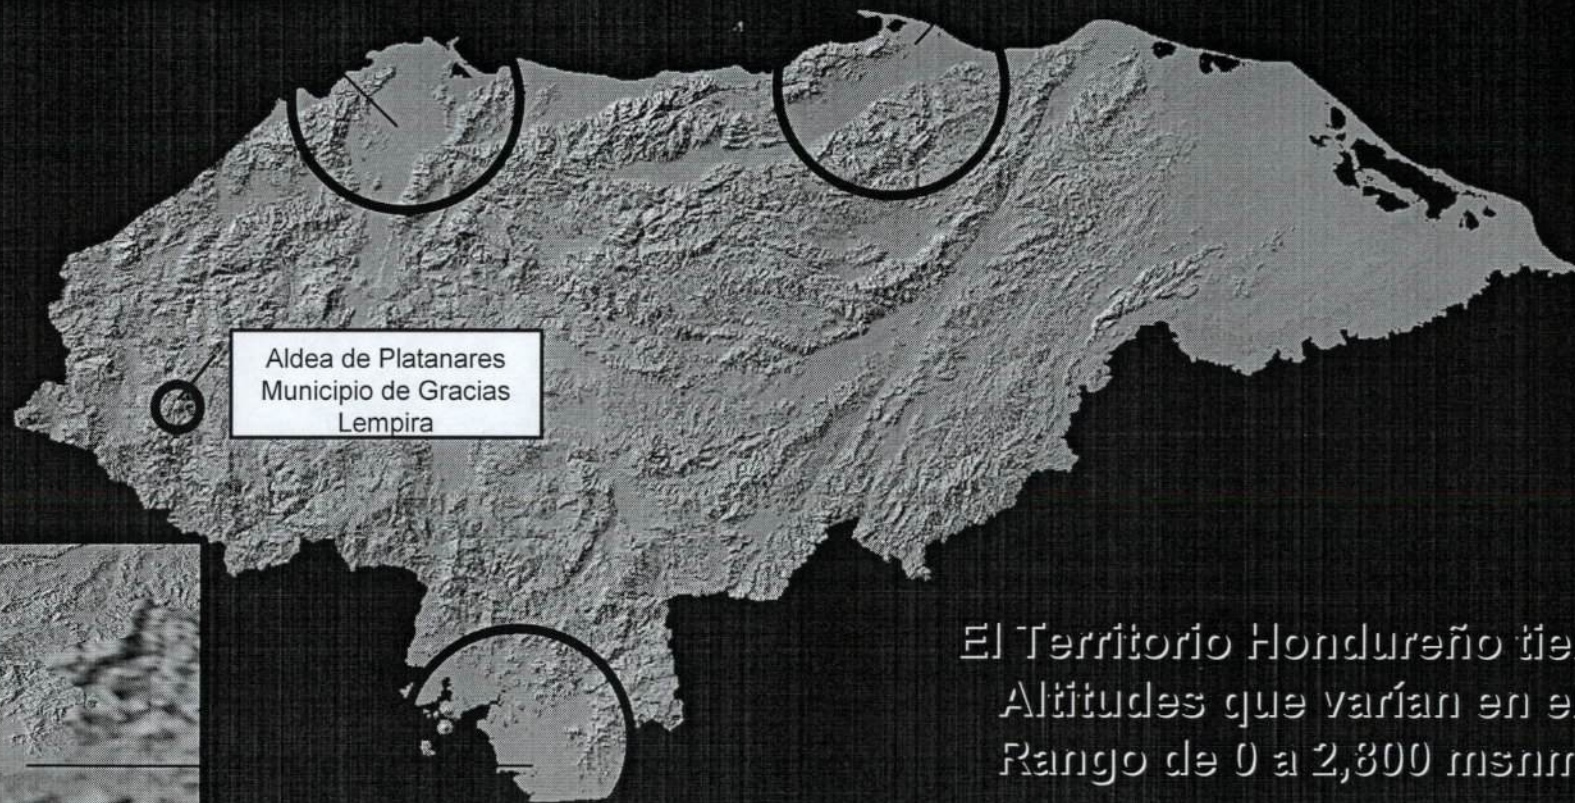 Aldea de Platanares
Municipio de Gracias
Lempira
El Territorio Hondureño
Altitudes que varían en
Rango de 0 a 2,800 msnm